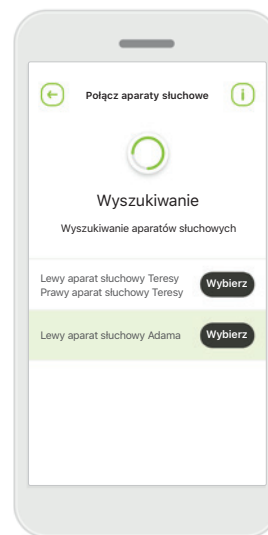 Połącz aparaty słuchowe
Wyszukiwanie
Wyszukiwanie aparatów słuchowych
Lewy aparat słuchowy Teresy
Prawy aparat słuchowy Teresy
Wybierz
Lewy aparat słuchowy Adama
Wybierz